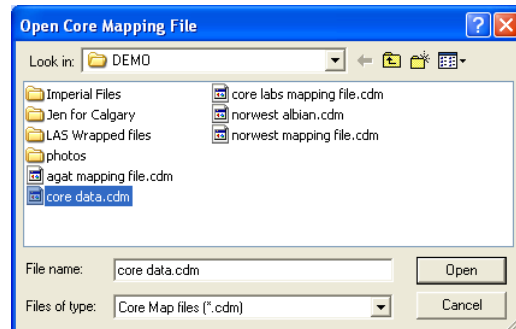 Open Core Mapping File
Look in: DEMO
Imperial Files
Jen for Calgary
LAS Wrapped files
photos
agat mapping file.cdm
core data.cdm
core labs mapping file.cdm
norwest albian.cdm
norwest mapping file.cdm
File name: core data.cdm Open
Files of type: Core Map files (*.cdm) Cancel